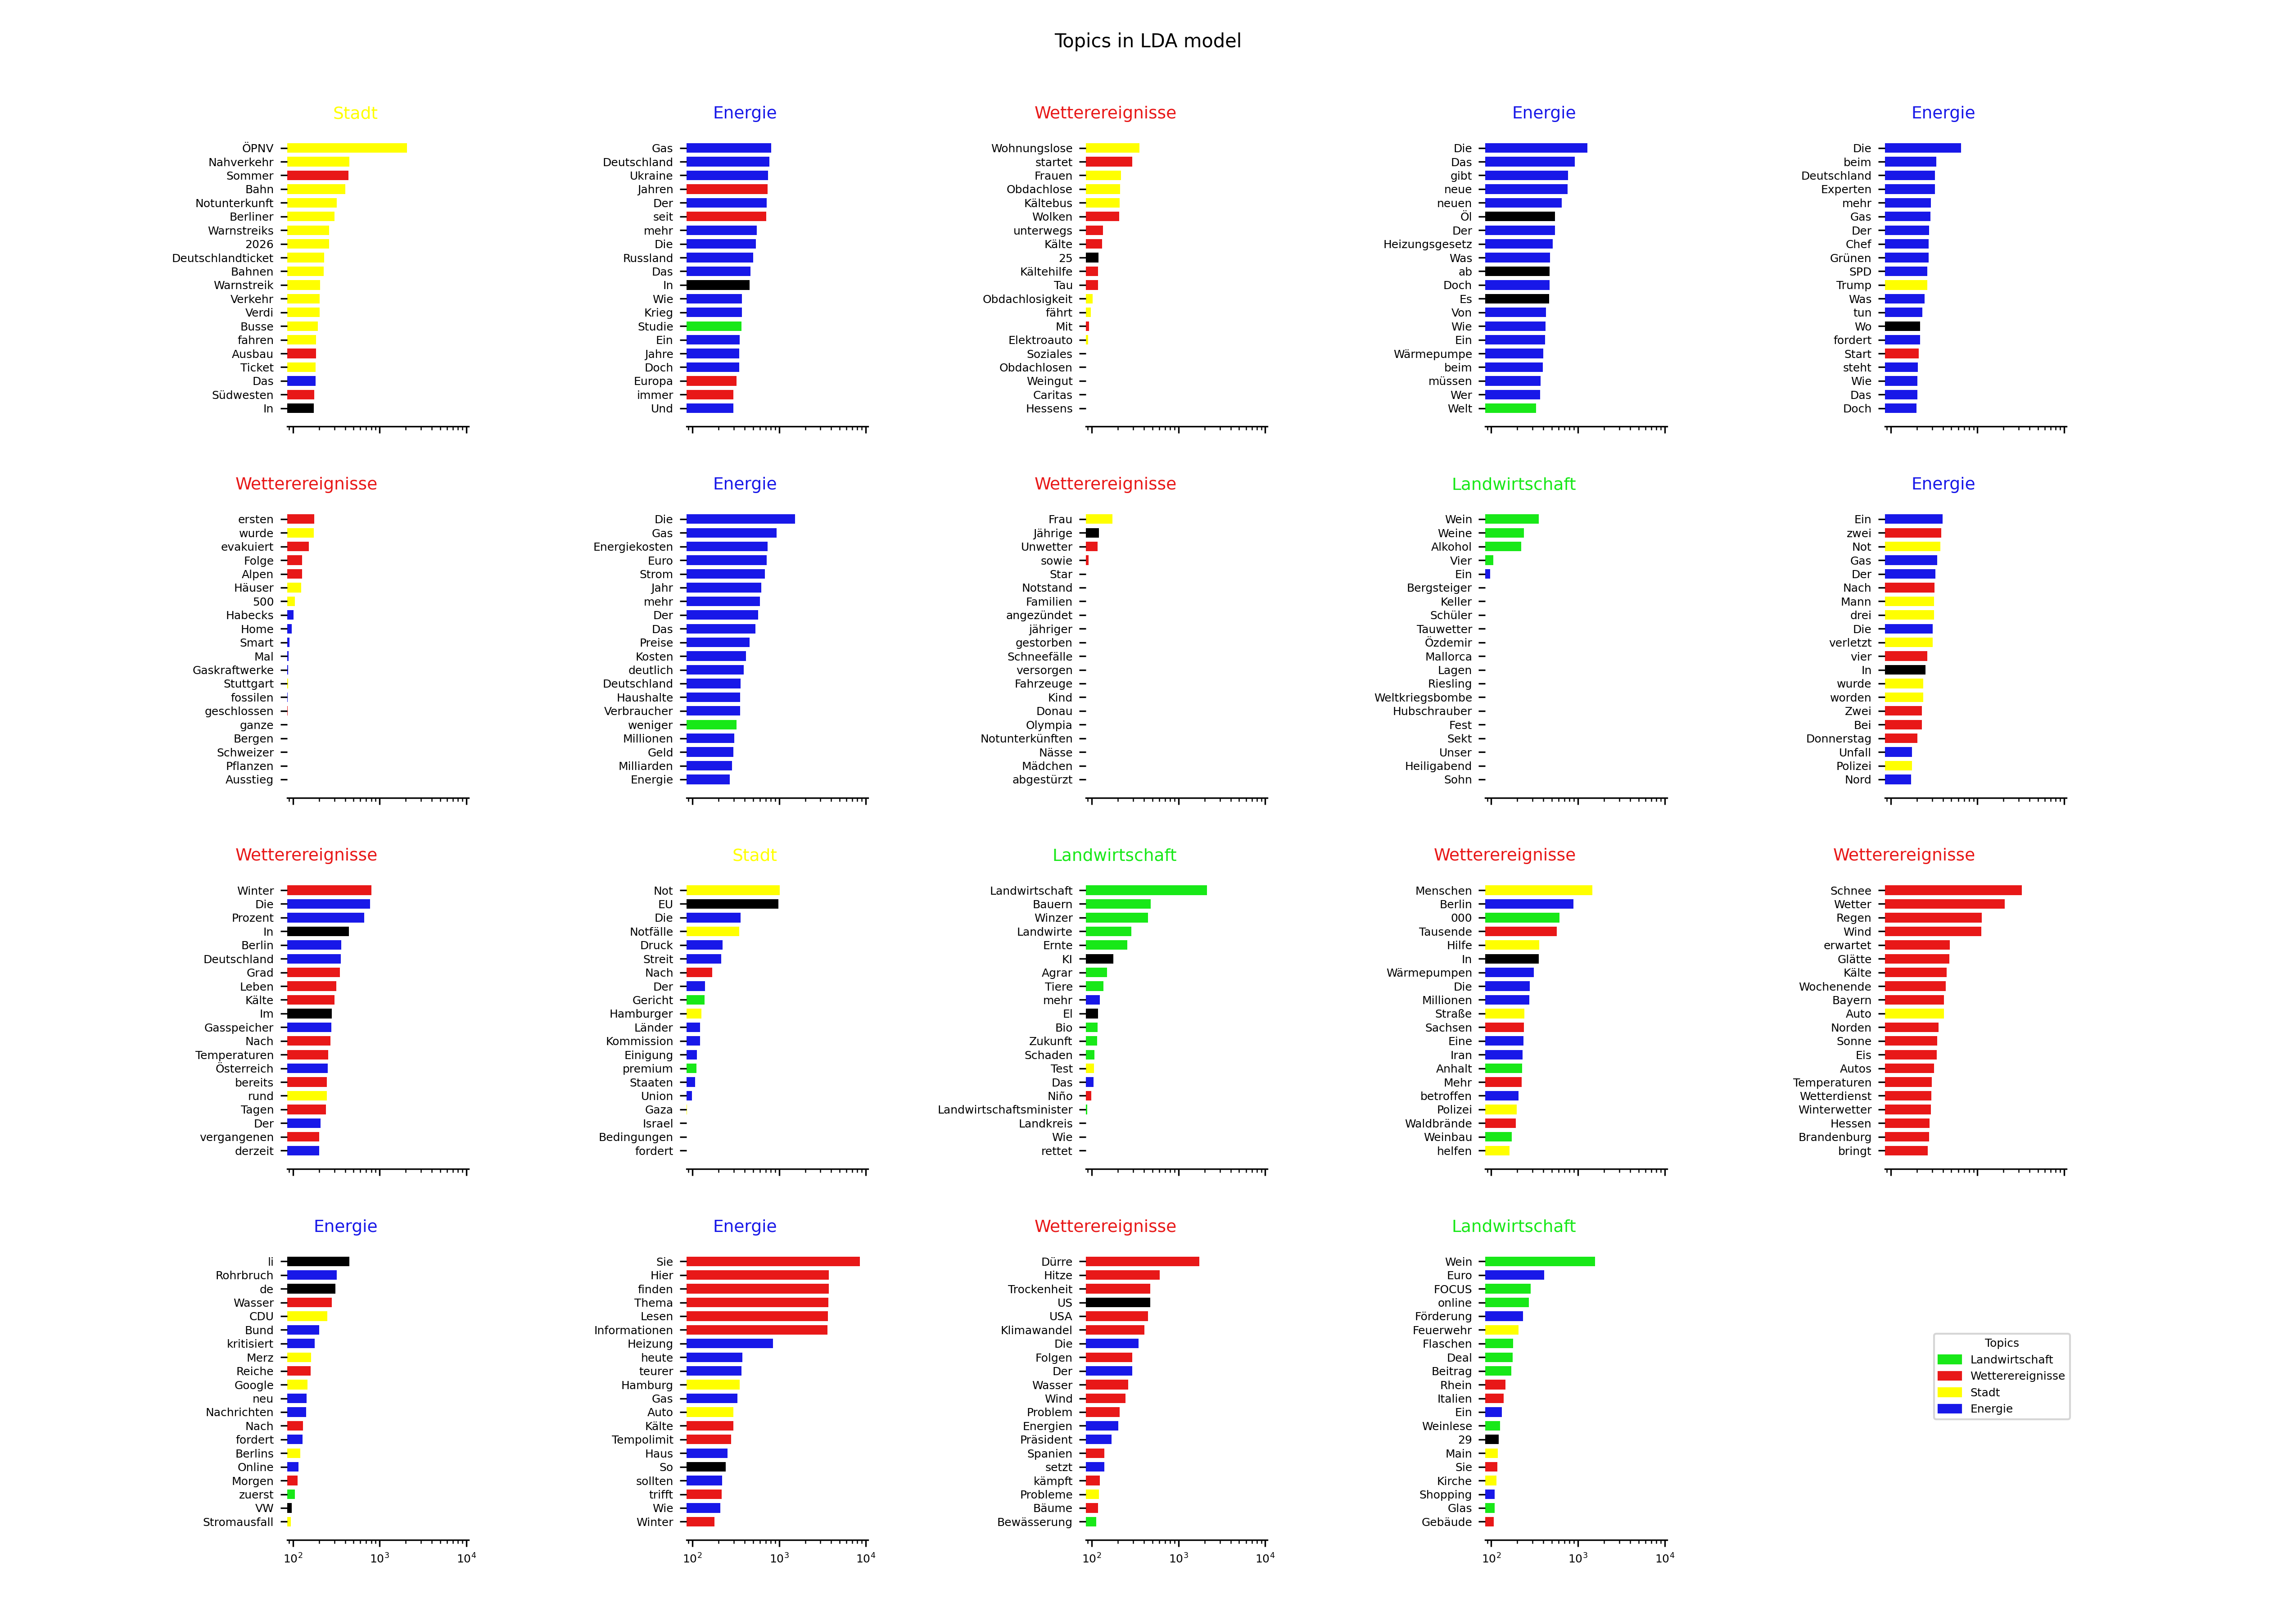 Topics in LDA model
Stadt
ÖPNV
Nahverkehr
Sommer
Bahn
Notunterkunft
Berliner
Warnstreiks
2026
Deutschlandticket
Bahnen
Warnstreik
Verkehr
Verdi
Busse
fahren
Ausbau
Ticket
Das
Südwesten
In
Energie
Gas
Deutschland
Ukraine
Jahren
Der
seit
mehr
Die
Russland
Das
In
Wie
Krieg
Studie
Ein
Jahre
Doch
Europa
immer
Und
Wetterereignisse
Wohnungslose
startet
Frauen
Obdachlose
Kältebus
Wolken
unterwegs
Kälte
25
Kältehilfe
Tau
Obdachlosigkeit
fährt
Mit
Elektroauto
Soziales
Obdachlosen
Weingut
Caritas
Hessens
Energie
Die
Das
gibt
neue
neuen
Öl
Der
Heizungsgesetz
Was
ab
Doch
Es
Von
Wie
Ein
Wärmepumpe
beim
müssen
Wer
Welt
Energie
Die
beim
Deutschland
Experten
mehr
Gas
Der
Chef
Grünen
SPD
Trump
Was
tun
Wo
fordert
Start
steht
Wie
Das
Doch
Wetterereignisse
ersten
wurde
evakuiert
Folge
Alpen
Häuser
500
Habecks
Home
Smart
Mal
Gaskraftwerke
Stuttgart
fossilen
geschlossen
ganze
Bergen
Schweizer
Pflanzen
Ausstieg
Energie
Die
Gas
Energiekosten
Euro
Strom
Jahr
mehr
Der
Das
Preise
Kosten
deutlich
Deutschland
Haushalte
Verbraucher
weniger
Millionen
Geld
Milliarden
Energie
Wetterereignisse
Frau
Jährige
Unwetter
sowie
Star
Notstand
Familien
angezündet
jähriger
gestorben
Schneefälle
versorgen
Fahrzeuge
Kind
Donau
Olympia
Notunterkünften
Nässe
Mädchen
abgestürzt
Landwirtschaft
Wein
Weine
Alkohol
Vier
Ein
Bergsteiger
Keller
Schüler
Tauwetter
Özdemir
Mallorca
Lagen
Riesling
Weltkriegsbombe
Hubschrauber
Fest
Sekt
Unser
Heiligabend
Sohn
Energie
Ein
zwei
Not
Gas
Der
Nach
Mann
drei
Die
verletzt
vier
In
wurde
worden
Zwei
Bei
Donnerstag
Unfall
Polizei
Nord
Wetterereignisse
Winter
Die
Prozent
In
Berlin
Deutschland
Grad
Leben
Kälte
Im
Gasspeicher
Nach
Temperaturen
Österreich
bereits
rund
Tagen
Der
vergangenen
derzeit
Stadt
Not
EU
Die
Notfälle
Druck
Streit
Nach
Der
Gericht
Hamburger
Länder
Kommission
Einigung
premium
Staaten
Union
Gaza
Israel
Bedingungen
fordert
Landwirtschaft
Landwirtschaft
Bauern
Winzer
Landwirte
Ernte
KI
Agrar
Tiere
mehr
El
Bio
Zukunft
Schaden
Test
Das
Niño
Landwirtschaftsminister
Landkreis
Wie
rettet
Wetterereignisse
Menschen
Berlin
000
Tausende
Hilfe
In
Wärmepumpen
Die
Millionen
Straße
Sachsen
Eine
Iran
Anhalt
Mehr
betroffen
Polizei
Waldbrände
Weinbau
helfen
Wetterereignisse
Schnee
Wetter
Regen
Wind
erwartet
Glätte
Kälte
Wochenende
Bayern
Auto
Norden
Sonne
Eis
Autos
Temperaturen
Wetterdienst
Winterwetter
Hessen
Brandenburg
bringt
Energie
li
Rohrbruch
de
Wasser
CDU
Bund
kritisiert
Merz
Reiche
Google
neu
Nachrichten
Nach
fordert
Berlins
Online
Morgen
zuerst
VW
Stromausfall
10² 10³ 10⁴
Energie
Sie
Hier
finden
Thema
Lesen
Informationen
Heizung
heute
teurer
Hamburg
Gas
Auto
Kälte
Tempolimit
Haus
So
sollten
trifft
Wie
Winter
10² 10³ 10⁴
Wetterereignisse
Dürre
Hitze
Trockenheit
US
USA
Klimawandel
Die
Folgen
Der
Wasser
Wind
Problem
Energien
Präsident
Spanien
setzt
kämpft
Probleme
Bäume
Bewässerung
10² 10³ 10⁴
Landwirtschaft
Wein
Euro
FOCUS
online
Förderung
Feuerwehr
Flaschen
Deal
Beitrag
Rhein
Italien
Ein
Weinlese
29
Main
Sie
Kirche
Shopping
Glas
Gebäude
10² 10³ 10⁴
Topics
Landwirtschaft
Wetterereignisse
Stadt
Energie